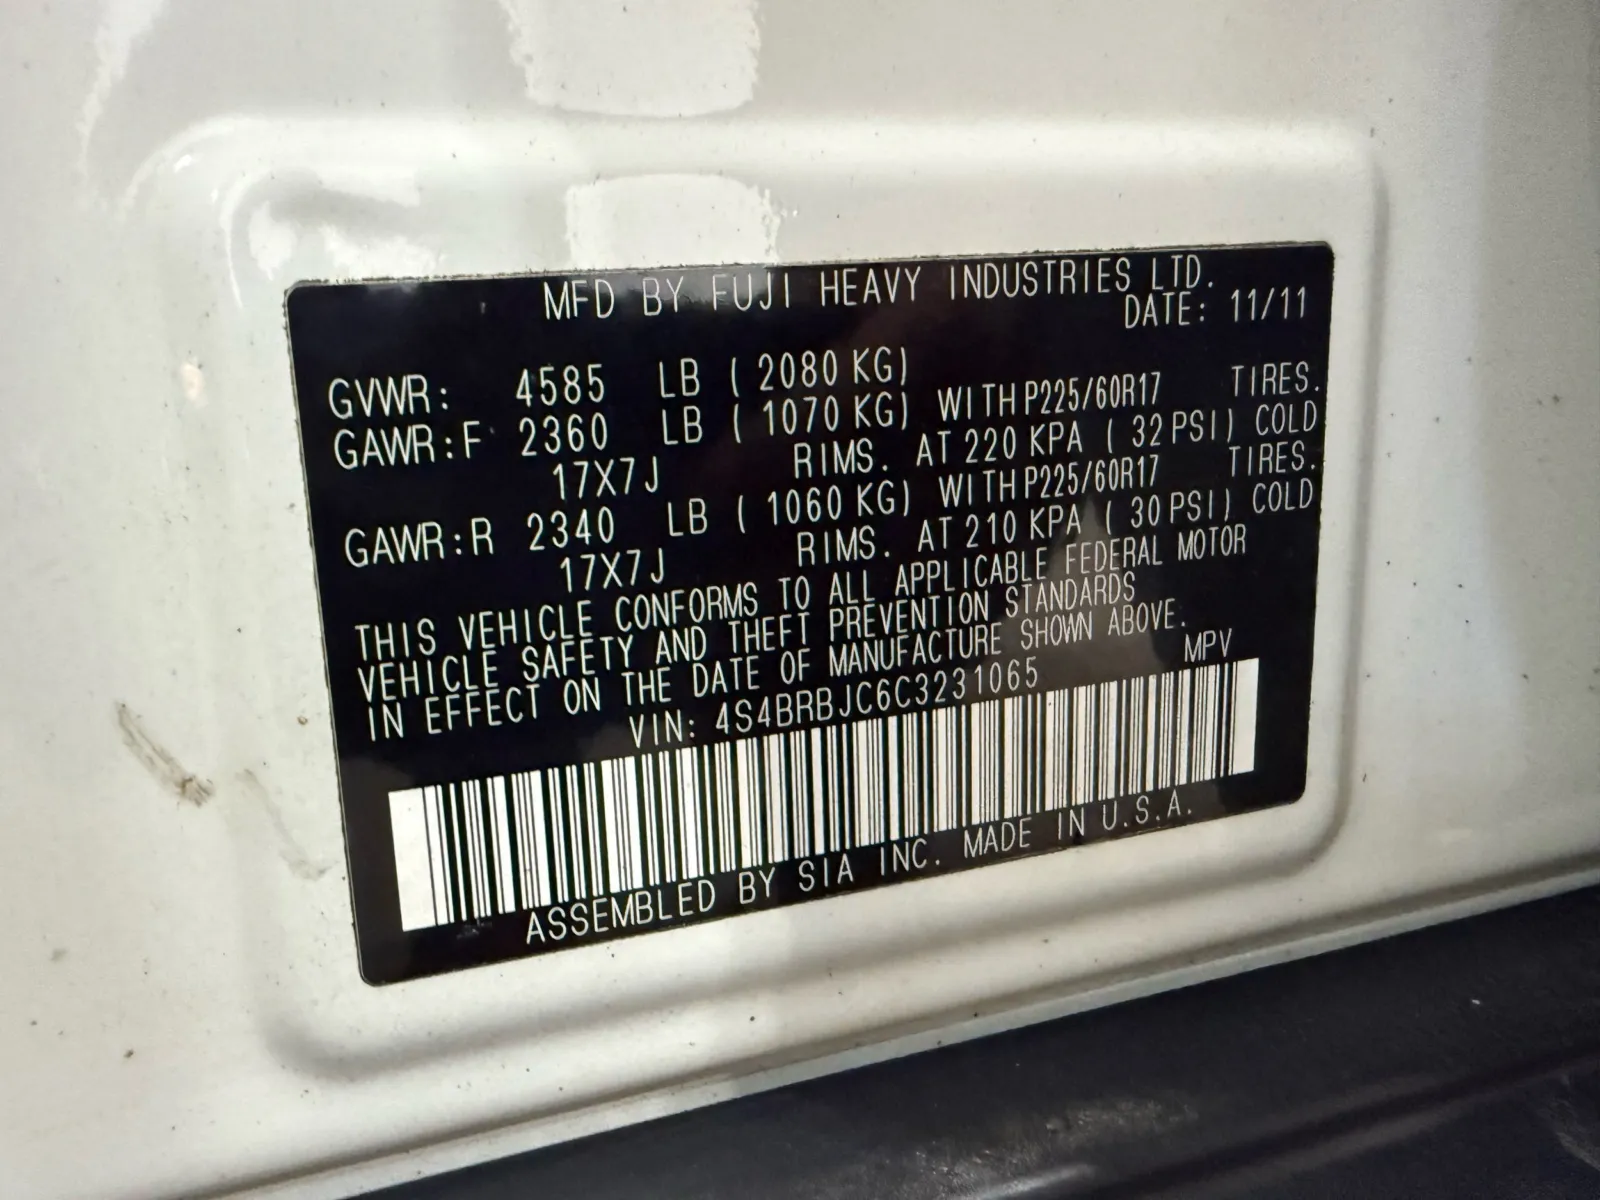 MFD BY FUJI HEAVY INDUSTRIES LTD.
DATE: 11/11
GVWR: 4585 LB ( 2080 KG)
GAWR:F 2360 LB ( 1070 KG) WITH P225/60R17 TIRES.
17X7J RIMS. AT 220 KPA ( 32 PSI) COLD
GAWR:R 2340 LB ( 1060 KG) WITH P225/60R17 TIRES.
17X7J RIMS. AT 210 KPA ( 30 PSI) COLD
THIS VEHICLE CONFORMS TO ALL APPLICABLE FEDERAL MOTOR
VEHICLE SAFETY AND THEFT PREVENTION STANDARDS
IN EFFECT ON THE DATE OF MANUFACTURE SHOWN ABOVE.
VIN: 4S4BRBJC6C3231065 MPV
ASSEMBLED BY SIA INC. MADE IN U.S.A.